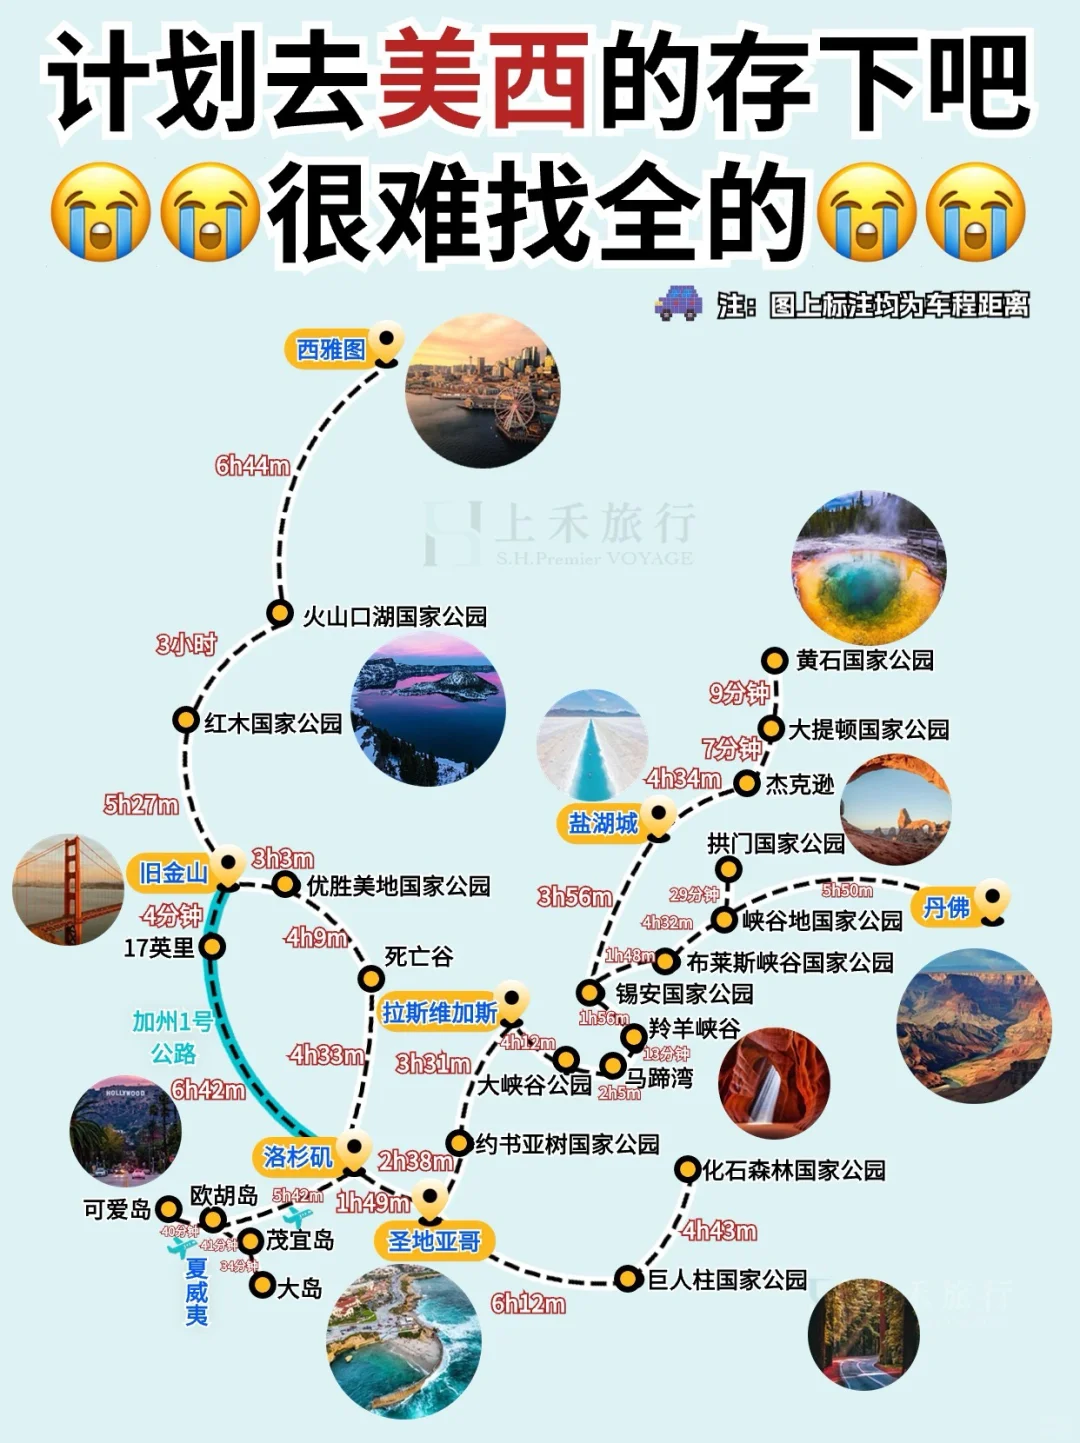 计划去美西的存下吧
很难找全的
注：图上标注均为车程距离
西雅图
6h44m
上禾旅行
S.H.Premier VOYAGE
火山口湖国家公园
3小时
红木国家公园
黄石国家公园
9分钟
大提顿国家公园
7分钟
4h34m
杰克逊
5h27m
盐湖城
拱门国家公园
旧金山
3h3m
优胜美地国家公园
3h56m
29分钟
5h50m
丹佛
4分钟
4h32m
峡谷地国家公园
17英里
4h9m
死亡谷
1h48m
布莱斯峡谷国家公园
锡安国家公园
拉斯维加斯
1h56m
加州1号
公路
羚羊峡谷
4h12m
13分钟
4h33m
3h31m
大峡谷公园
马蹄湾
2h5m
6h42m
HOLLYWOOD
洛杉矶
2h38m
约书亚树国家公园
化石森林国家公园
可爱岛
欧胡岛
5h42m
1h49m
40分钟
41分钟
茂宜岛
圣地亚哥
4h43m
34分钟
夏威夷
大岛
巨人柱国家公园
6h12m
旅行